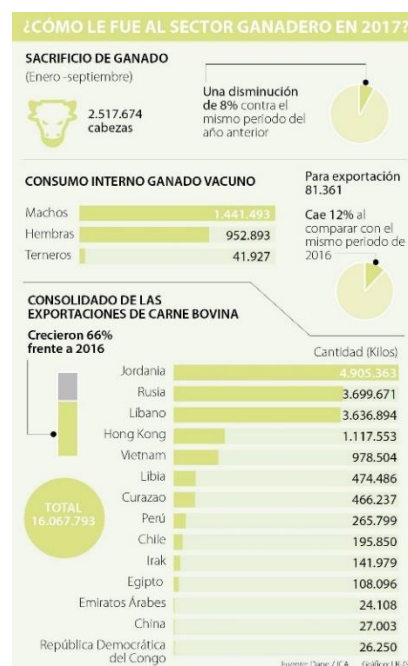 ¿CÓMO LE FUE AL SECTOR GANADERO EN 2017?
SACRIFICIO DE GANADO
(Enero -septiembre)
2.517.674
cabezas
Una disminución
de 8% contra el
mismo periodo del
año anterior
CONSUMO INTERNO GANADO VACUNO
Machos 1.441.493
Hembras 952.893
Terneros 41.927
Para exportación
81.361
Cae 12% al
comparar con el
mismo periodo de
2016
CONSOLIDADO DE LAS
EXPORTACIONES DE CARNE BOVINA
Crecieron 66%
frente a 2016
TOTAL
16.067.793
Cantidad (Kilos)
Jordania 4.905.363
Rusia 3.699.671
Líbano 3.636.894
Hong Kong 1.117.553
Vietnam 978.504
Libia 474.486
Curazao 466.237
Perú 265.799
Chile 195.850
Irak 141.979
Egipto 108.096
Emiratos Árabes 24.108
China 27.003
República Democrática
del Congo 26.250
Fuente: Dane / ICA Gráfico: LR-G